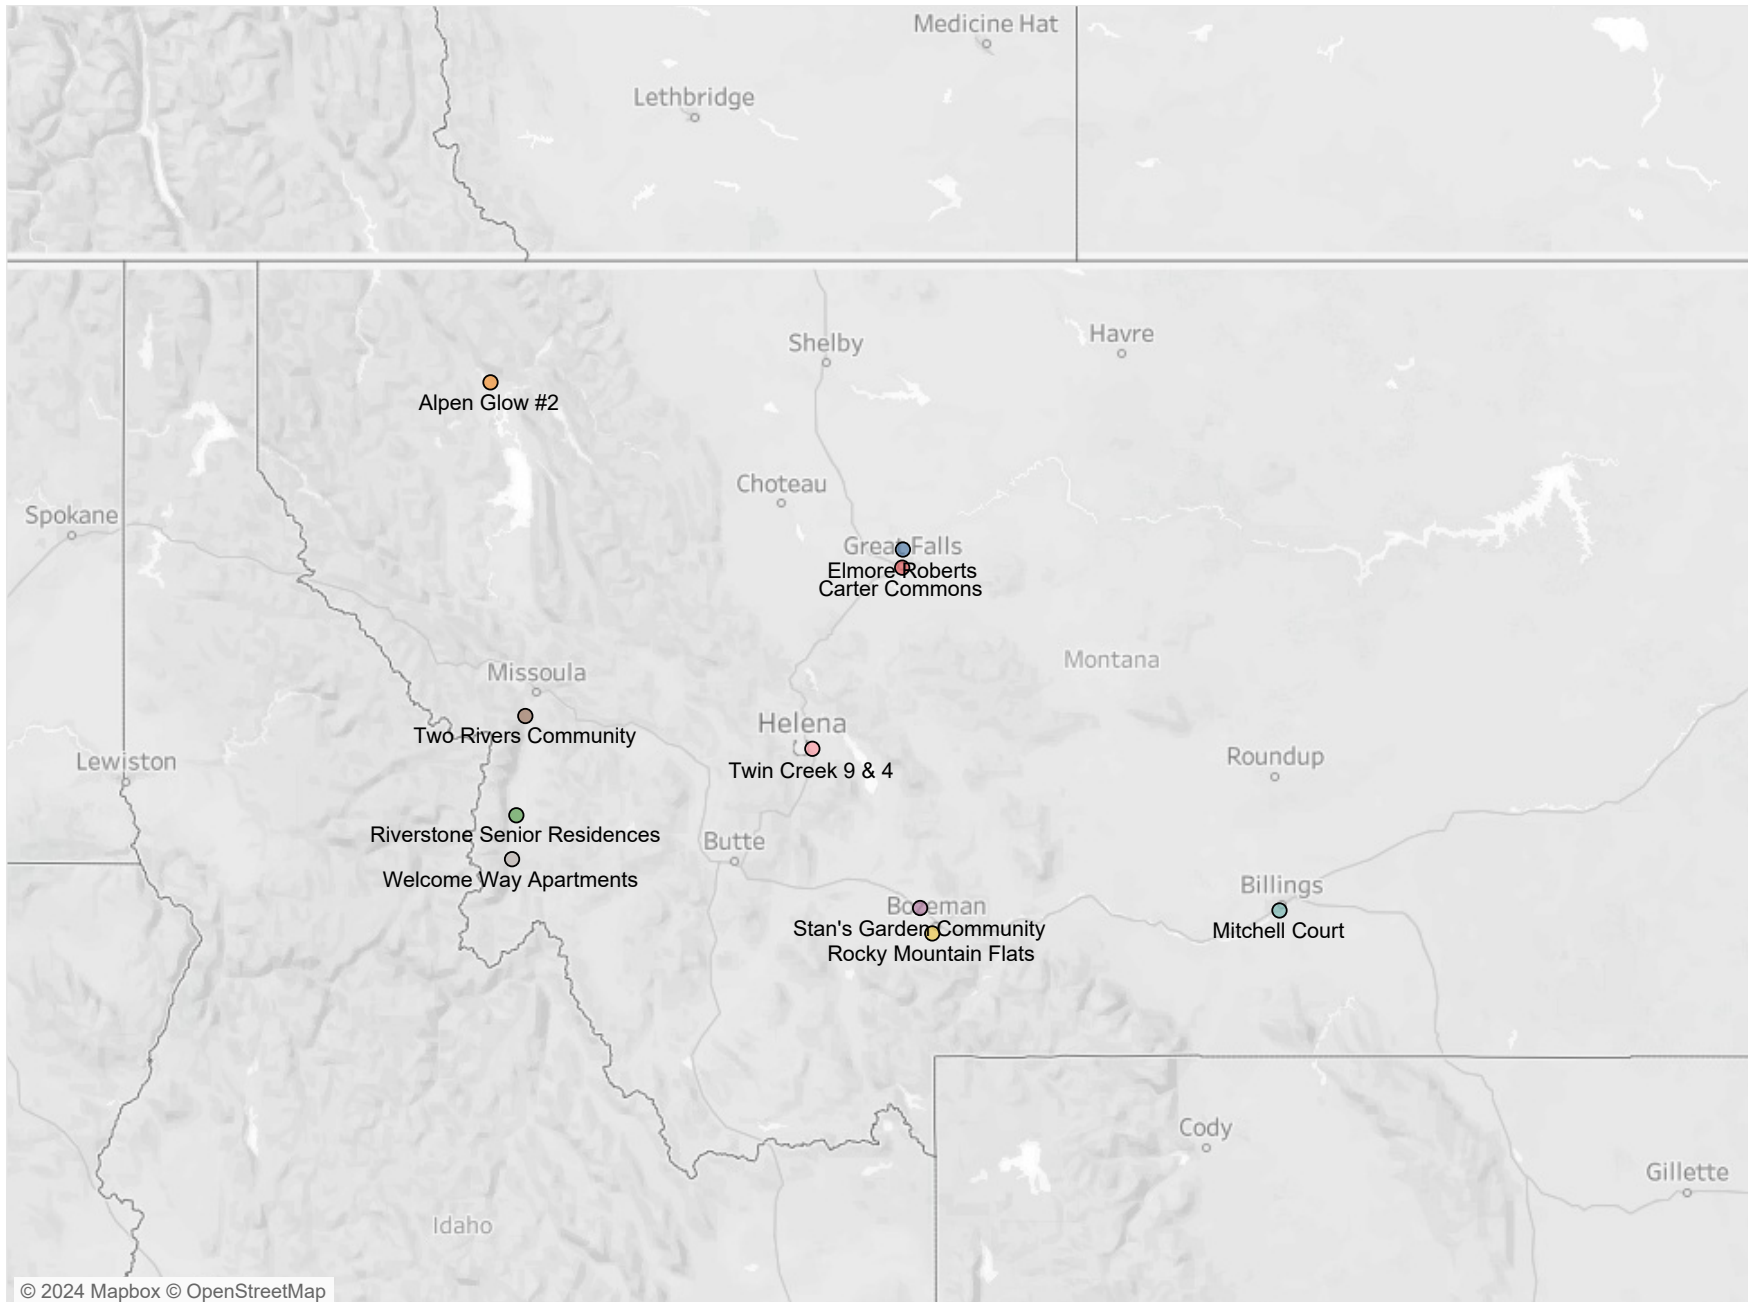 Medicine Hat
Lethbridge
Havre
Shelby
Alpen Glow #2
Choteau
Spokane
Great Falls
Elmore Roberts
Carter Commons
Montana
Missoula
Helena
Two Rivers Community
Roundup
Lewiston
Twin Creek 9 & 4
Riverstone Senior Residences
Butte
Welcome Way Apartments
Billings
Bozeman
Stan's Garden Community
Mitchell Court
Rocky Mountain Flats
Cody
Gillette
Idaho
© 2024 Mapbox © OpenStreetMap